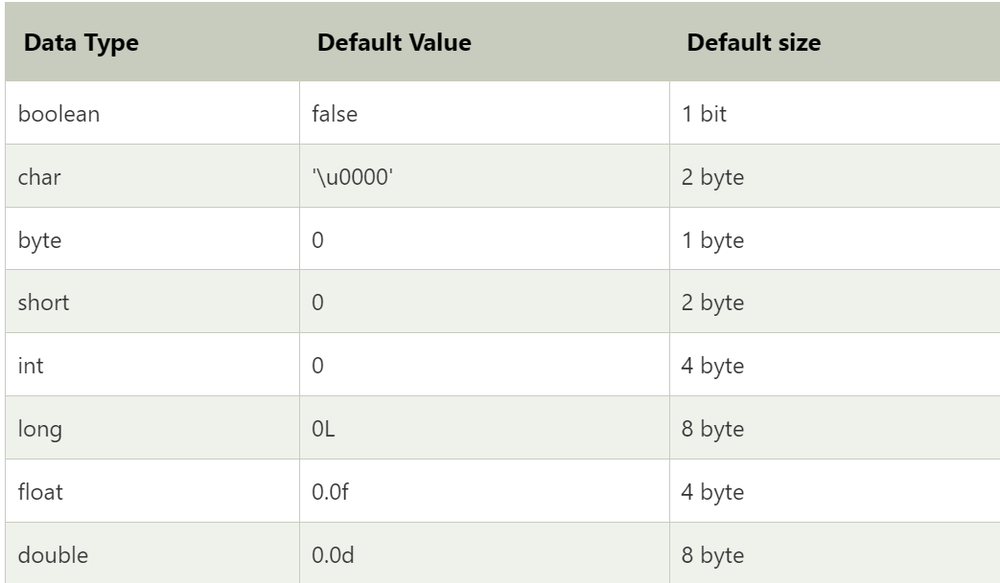 Data Type Default Value Default size
boolean false 1 bit
char '\u0000' 2 byte
byte 0 1 byte
short 0 2 byte
int 0 4 byte
long 0L 8 byte
float 0.0f 4 byte
double 0.0d 8 byte